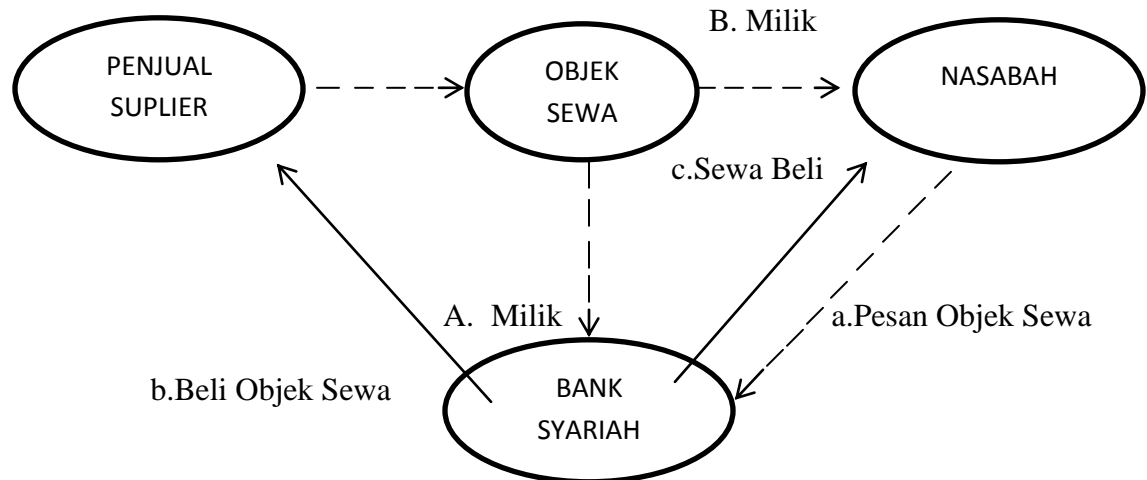 B. Milik
PENJUAL
SUPLIER
OBJEK
SEWA
NASABAH
c.Sewa Beli
A. Milik
a.Pesan Objek Sewa
b.Beli Objek Sewa
BANK
SYARIAH